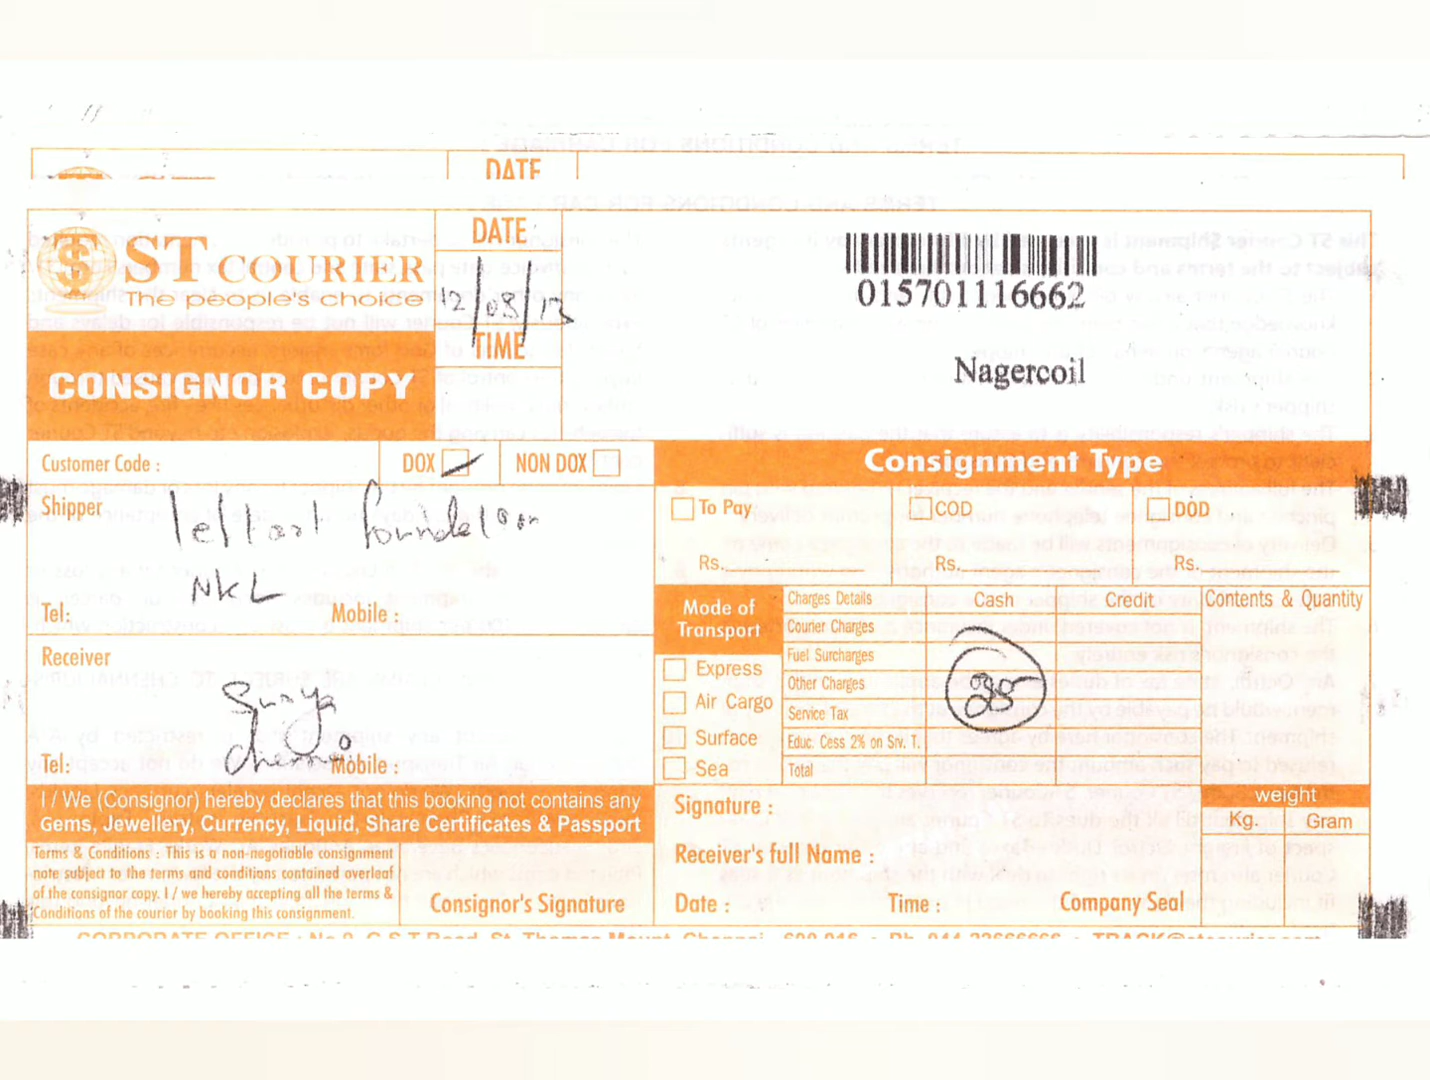 DATE
DATE
ST COURIER
The people's choice
12/08/15
TIME
CONSIGNOR COPY
015701116662
Nagercoil
Customer Code :
DOX
NON DOX
Consignment Type
Shipper
NKL
Tel:
Mobile :
To Pay
COD
DOD
Rs..
Rs..
Rs.
Mode of
Transport
Charges Details
Cash
Credit
Contents & Quantity
Courier Charges
Fuel Surcharges
Other Charges
Service Tax
Educ: Cess 2% on Srv. T.
Total
Express
Air Cargo
Surface
Sea
Receiver
Surya
Tel:
Mobile :
I / We (Consignor) hereby declares that this booking not contains any
Gems, Jewellery, Currency, Liquid, Share Certificates & Passport
Signature :
weight
Kg.
Gram
Terms & Conditions : This is a non-negotiable consignment
note subject to the terms and conditions contained overleaf
of the consignor copy. I / we hereby accepting all the terms &
Conditions of the courier by booking this consignment.
Consignor's Signature
Receiver's full Name :
Date :
Time :
Company Seal